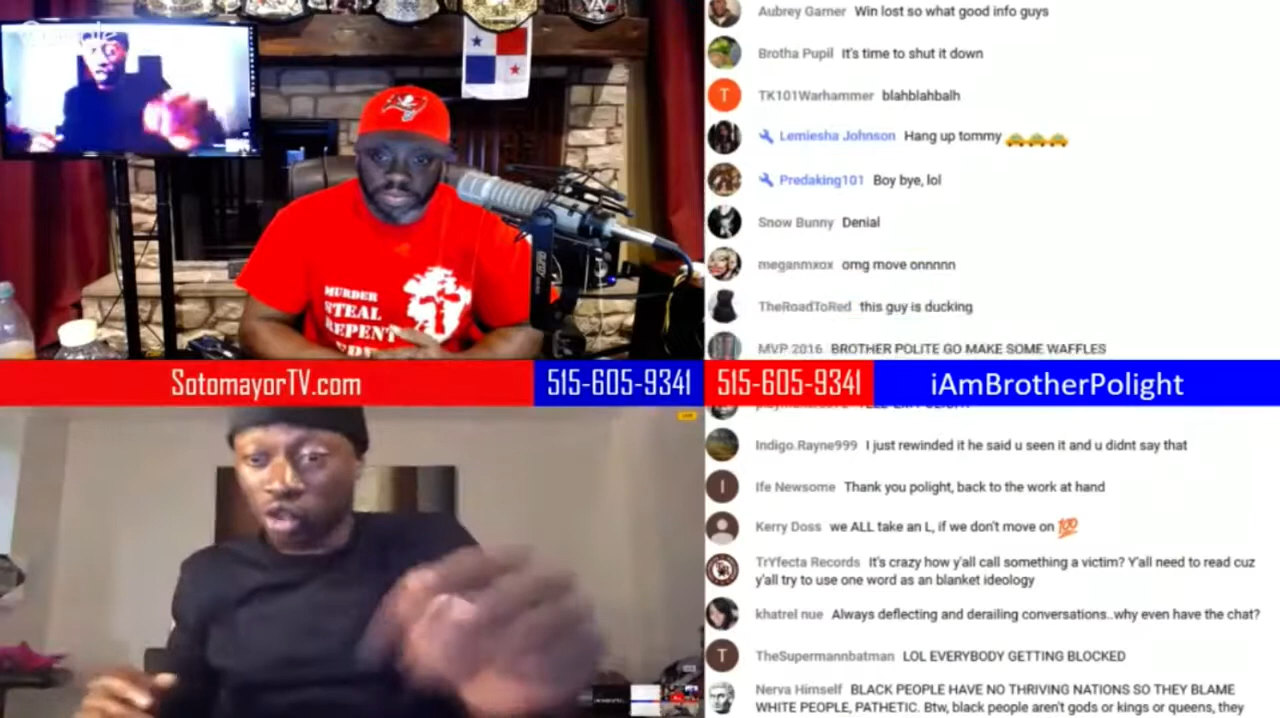 Aubrey Garner Win lost so what good info guys
Brotha Pupil It's time to shut it down
T TK101Warhammer blahblahbalh
Lemiesha Johnson Hang up tommy 🚕🚕🚕
Predaking101 Boy bye, lol
Snow Bunny Denial
meganmxox omg move onnnnn
TheRoadToRed this guy is ducking
MVP 2016 BROTHER POLITE GO MAKE SOME WAFFLES
MURDER
STEAL
REPENT
SotomayorTV.com 515-605-9341 515-605-9341 iAmBrotherPolight
Indigo.Rayne999 I just rewinded it he said u seen it and u didnt say that
I Ife Newsome Thank you polight, back to the work at hand
Kerry Doss we ALL take an L, if we don't move on 💯
TrYfecta Records It's crazy how y'all call something a victim? Y'all need to read cuz
y'all try to use one word as an blanket ideology
khatrel nue Always deflecting and derailing conversations..why even have the chat?
T TheSupermannbatman LOL EVERYBODY GETTING BLOCKED
Nerva Himself BLACK PEOPLE HAVE NO THRIVING NATIONS SO THEY BLAME
WHITE PEOPLE, PATHETIC. Btw, black people aren't gods or kings or queens, they